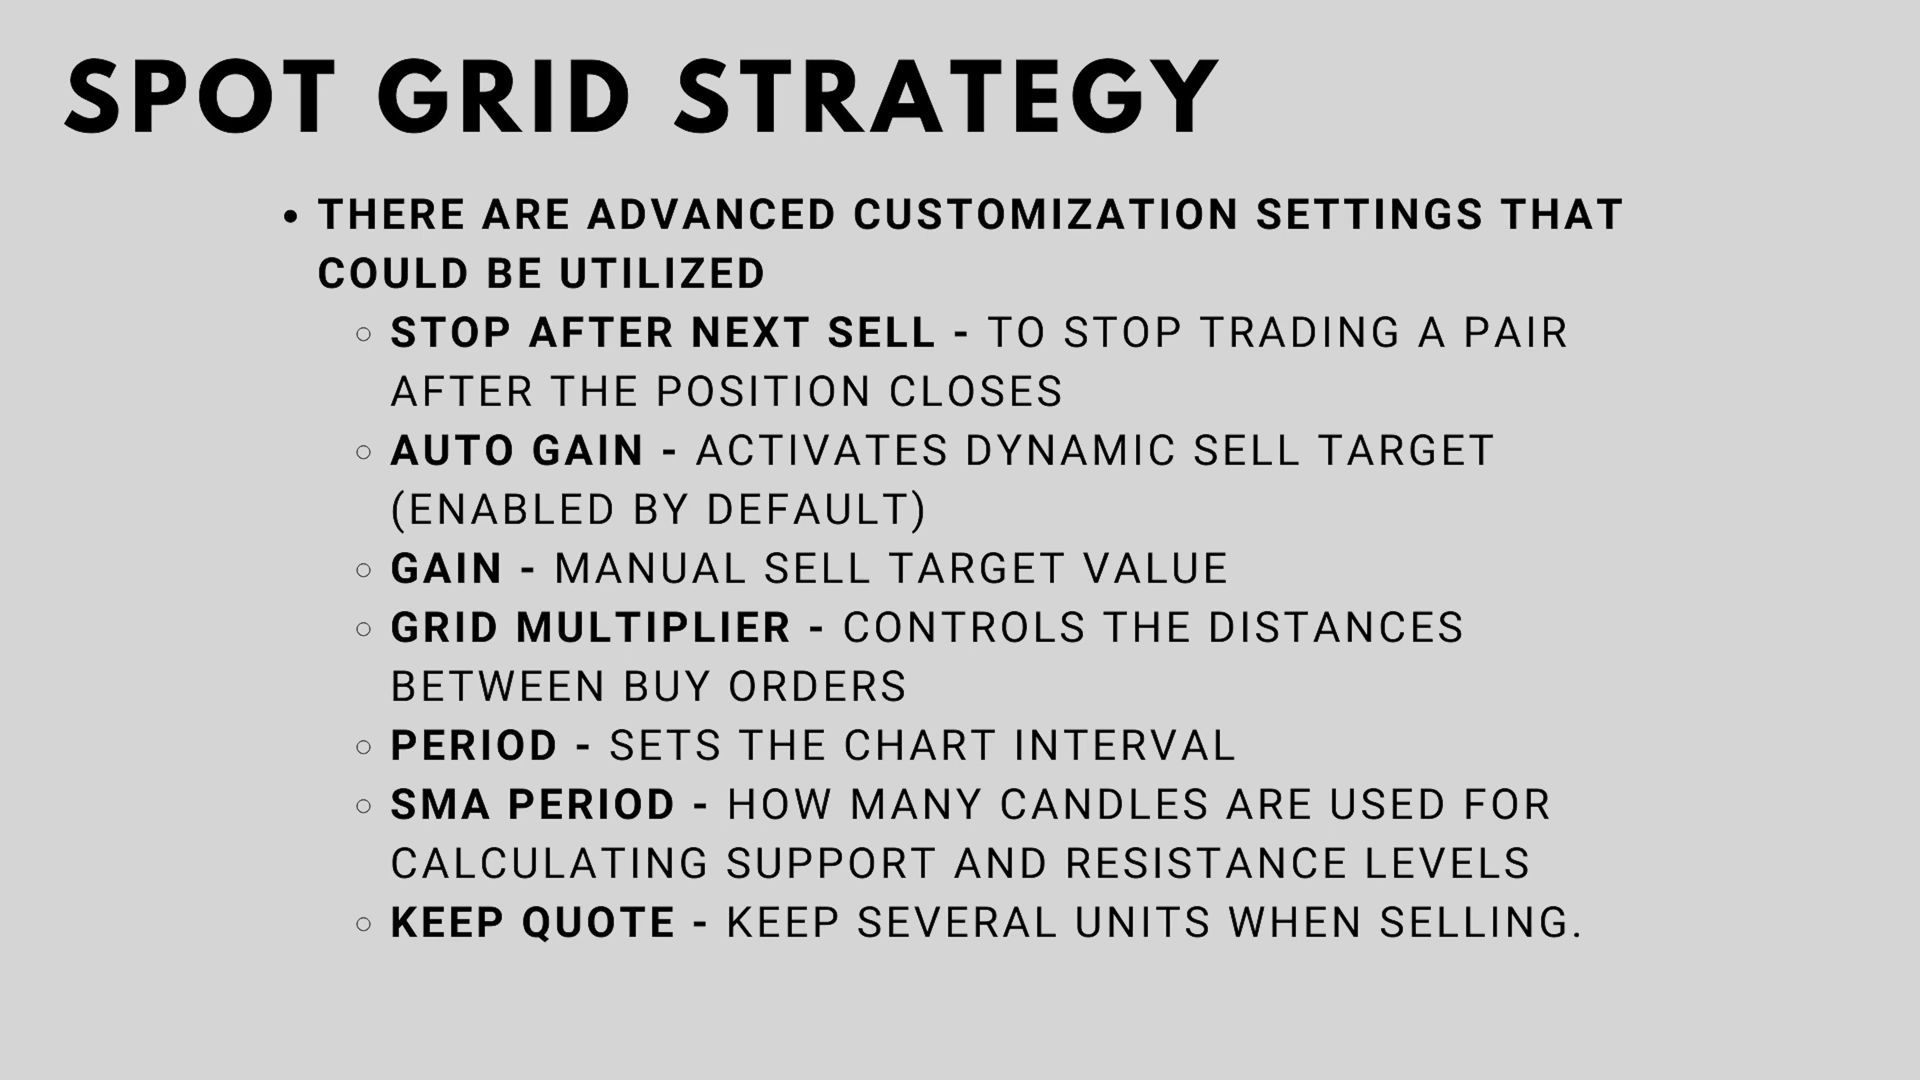 SPOT GRID STRATEGY
• THERE ARE ADVANCED CUSTOMIZATION SETTINGS THAT
COULD BE UTILIZED
○ STOP AFTER NEXT SELL - TO STOP TRADING A PAIR
AFTER THE POSITION CLOSES
○ AUTO GAIN - ACTIVATES DYNAMIC SELL TARGET
(ENABLED BY DEFAULT)
○ GAIN - MANUAL SELL TARGET VALUE
○ GRID MULTIPLIER - CONTROLS THE DISTANCES
BETWEEN BUY ORDERS
○ PERIOD - SETS THE CHART INTERVAL
○ SMA PERIOD - HOW MANY CANDLES ARE USED FOR
CALCULATING SUPPORT AND RESISTANCE LEVELS
○ KEEP QUOTE - KEEP SEVERAL UNITS WHEN SELLING.